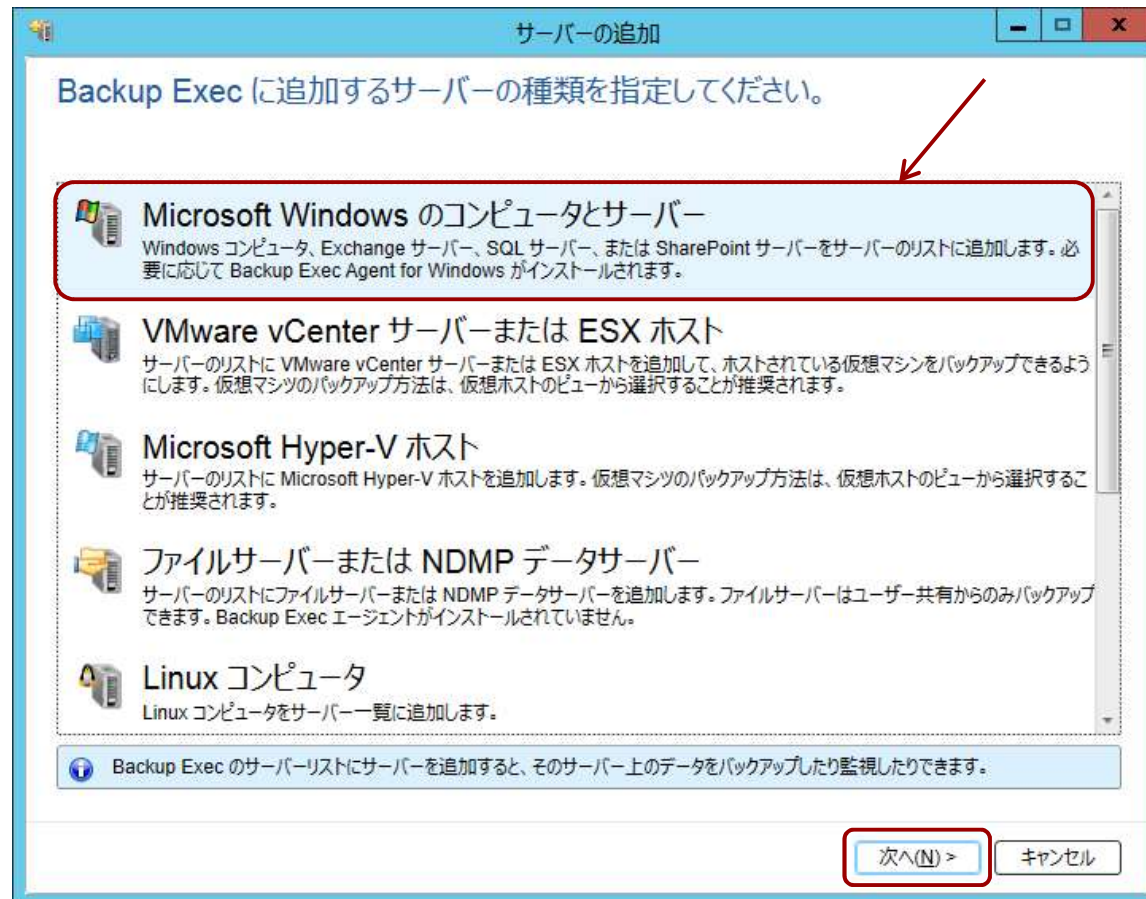 サーバーの追加
Backup Exec に追加するサーバーの種類を指定してください。
Microsoft Windows のコンピュータとサーバー
Windows コンピュータ、Exchange サーバー、SQL サーバー、または SharePoint サーバーをサーバーのリストに追加します。必
要に応じて Backup Exec Agent for Windows がインストールされます。
VMware vCenter サーバーまたは ESX ホスト
サーバーのリストに VMware vCenter サーバーまたは ESX ホストを追加して、ホストされている仮想マシンをバックアップできるよう
にします。仮想マシツのバックアップ方法は、仮想ホストのビューから選択することが推奨されます。
Microsoft Hyper-V ホスト
サーバーのリストに Microsoft Hyper-V ホストを追加します。仮想マシツのバックアップ方法は、仮想ホストのビューから選択するこ
とが推奨されます。
ファイルサーバーまたは NDMP データサーバー
サーバーのリストにファイルサーバーまたは NDMP データサーバーを追加します。ファイルサーバーはユーザー共有からのみバックアップ
できます。Backup Exec エージェントがインストールされていません。
Linux コンピュータ
Linux コンピュータをサーバー一覧に追加します。
Backup Exec のサーバーリストにサーバーを追加すると、そのサーバー上のデータをバックアップしたり監視したりできます。
次へ(N) >
キャンセル